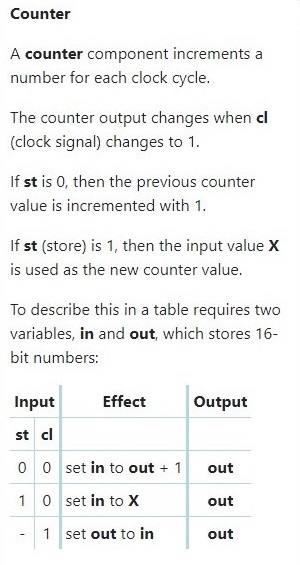 Counter
A counter component increments a
number for each clock cycle.
The counter output changes when cl
(clock signal) changes to 1.
If st is 0, then the previous counter
value is incremented with 1.
If st (store) is 1, then the input value X
is used as the new counter value.
To describe this in a table requires two
variables, in and out, which stores 16-
bit numbers:
Input Effect Output
st cl
0 0 set in to out + 1 out
1 0 set in to X out
- 1 set out to in out